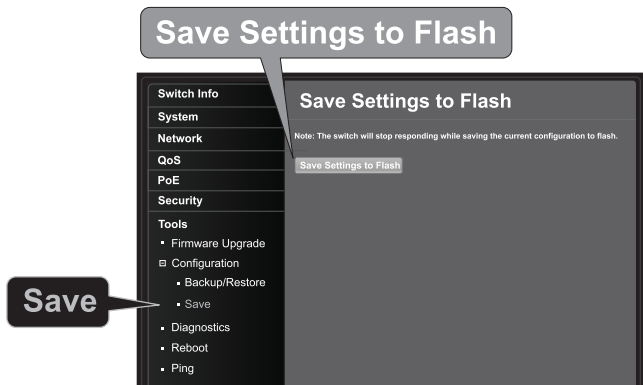 Save Settings to Flash
Switch Info
System
Network
QoS
PoE
Security
Tools
Firmware Upgrade
Configuration
Backup/Restore
Save
Diagnostics
Reboot
Ping
Save Settings to Flash
Note: The switch will stop responding while saving the current configuration to flash.
Save Settings to Flash
Save